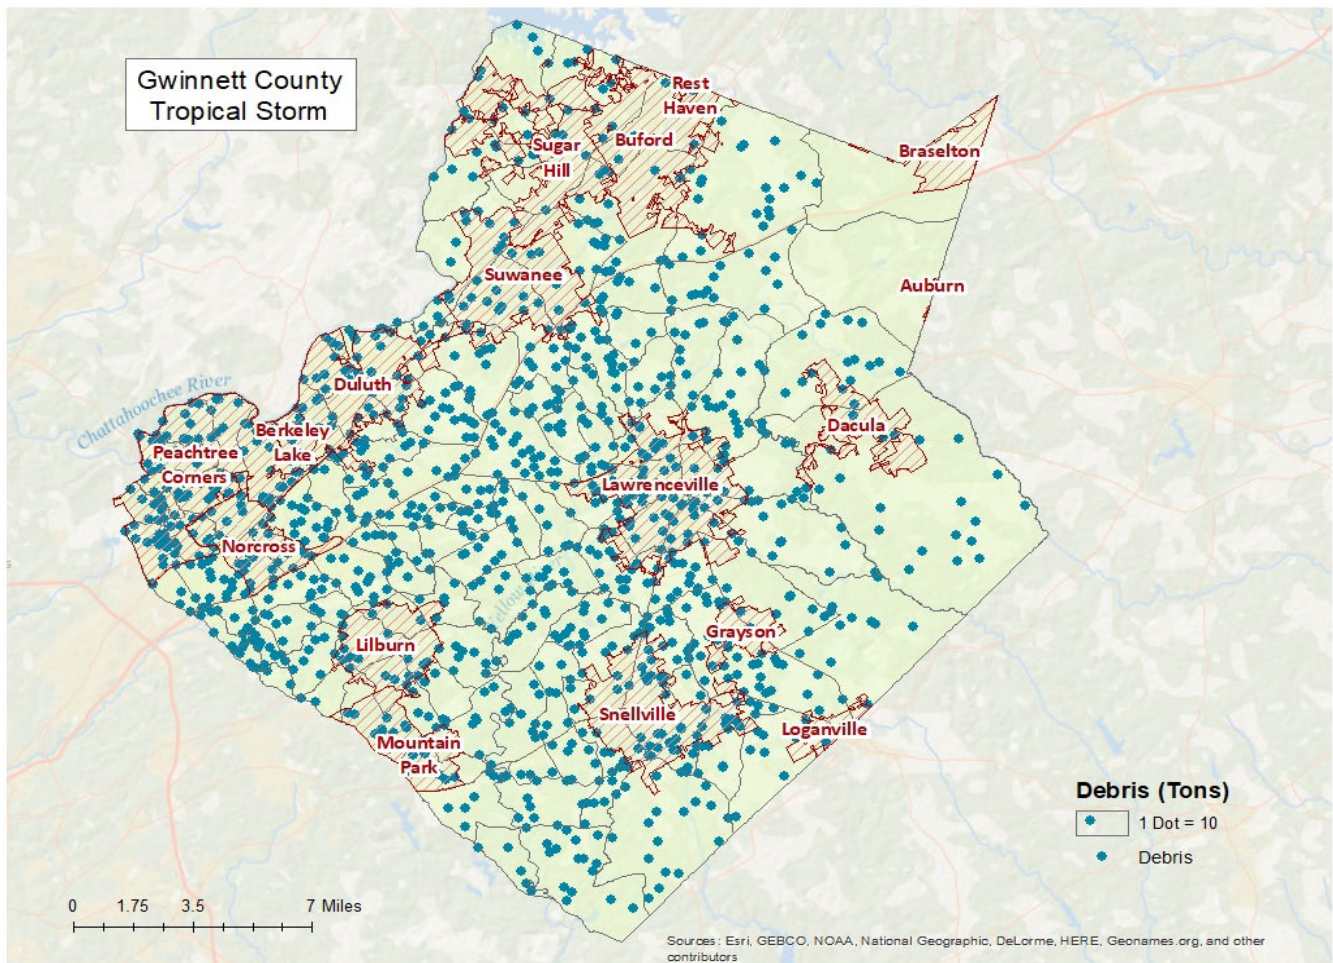 Gwinnett County
Tropical Storm
Rest
Haven
Buford
Sugar
Hill
Braselton
Suwanee
Auburn
Chattahoochee River
Duluth
Berkeley
Lake
Peachtree
Corners
Dacula
Lawrenceville
Norcross
Lilburn
Grayson
Snellville
Loganville
Mountain
Park
Debris (Tons)
1 Dot = 10
Debris
0 1.75 3.5 7 Miles
Sources: Esri, GEBCO, NOAA, National Geographic, DeLorme, HERE, Geonames.org, and other
contributors